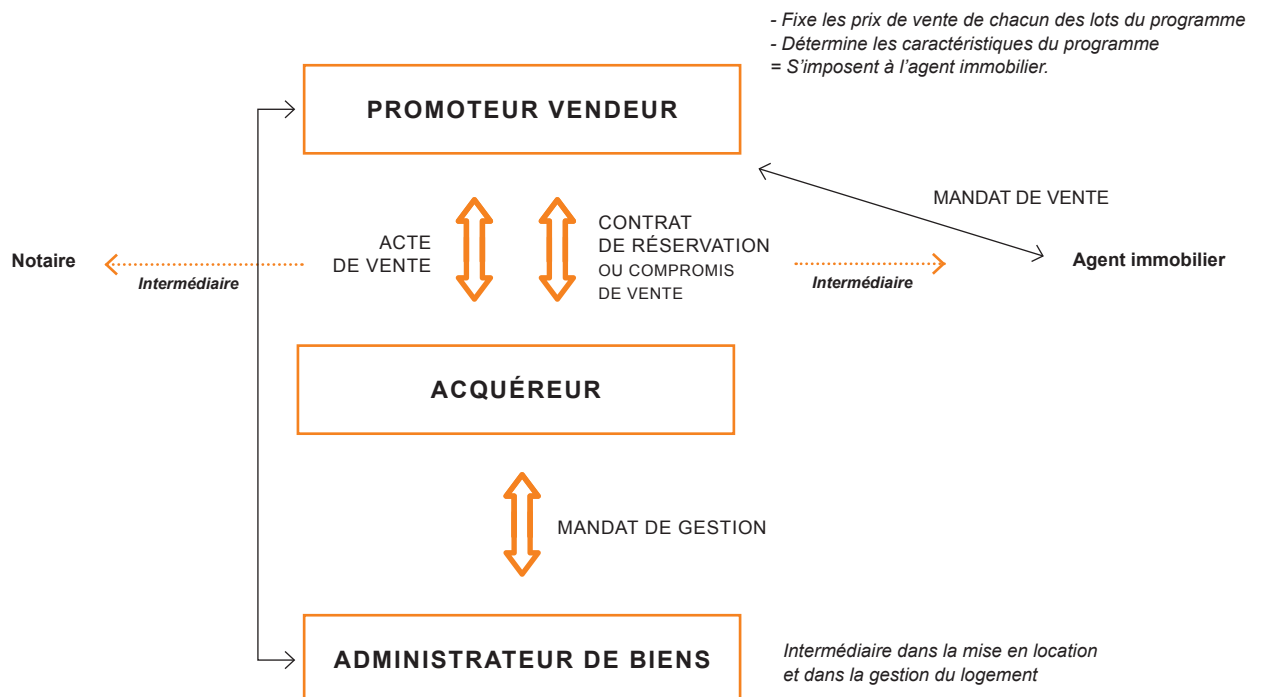 - Fixe les prix de vente de chacun des lots du programme
- Détermine les caractéristiques du programme
= S’imposent à l’agent immobilier.
PROMOTEUR VENDEUR
MANDAT DE VENTE
ACTE
DE VENTE
CONTRAT
DE RÉSERVATION
OU COMPROMIS
DE VENTE
Notaire
Intermédiaire
Intermédiaire
Agent immobilier
ACQUÉREUR
MANDAT DE GESTION
ADMINISTRATEUR DE BIENS
Intermédiaire dans la mise en location
et dans la gestion du logement